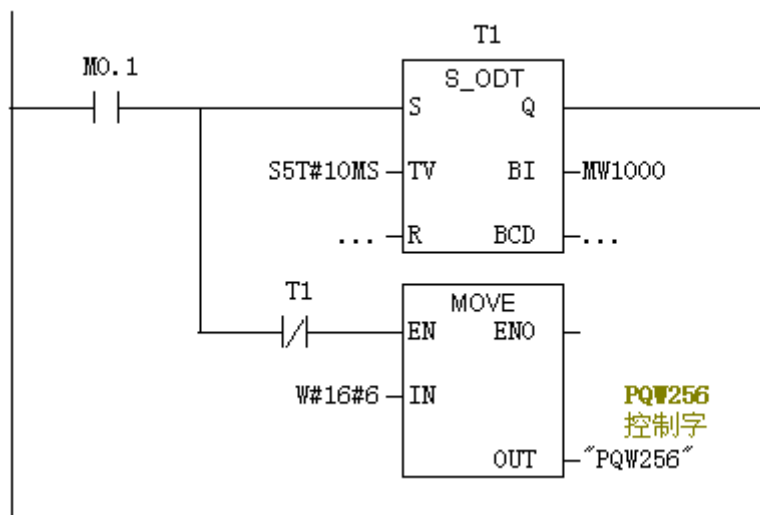 T1
M0.1
S_ODT
S Q
S5T#10MS TV BI MW1000
... R BCD ...
T1
MOVE
EN ENO
W#16#6 IN
PQW256
控制字
OUT "PQW256"